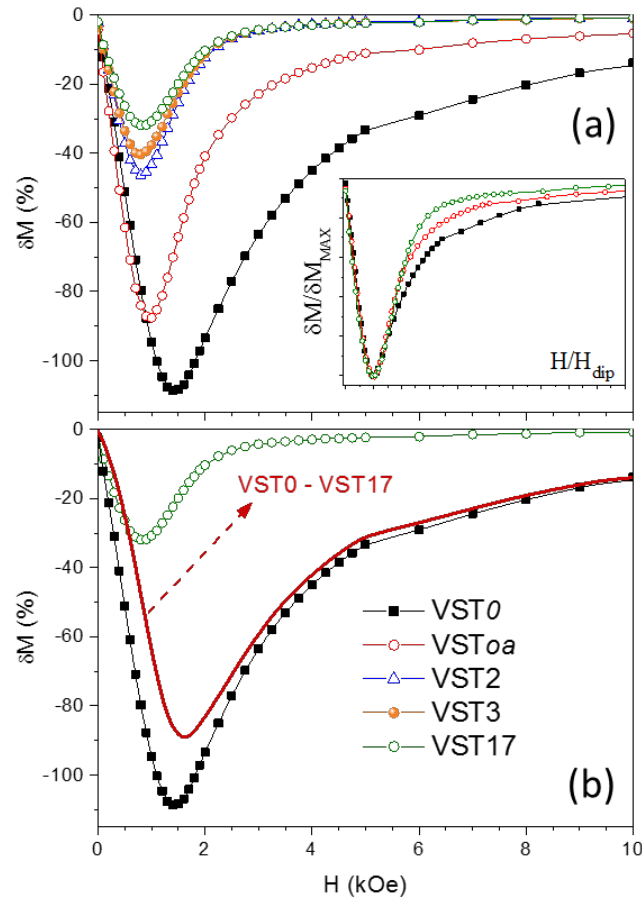 0
-20
-40
-60
-80
-100
δM (%)
(a)
δM/δM_MAX
H/H_dip
0
-20
-40
-60
-80
-100
δM (%)
VST0 - VST17
VST0
VSToa
VST2
VST3
VST17
(b)
0 2 4 6 8 10
H (kOe)